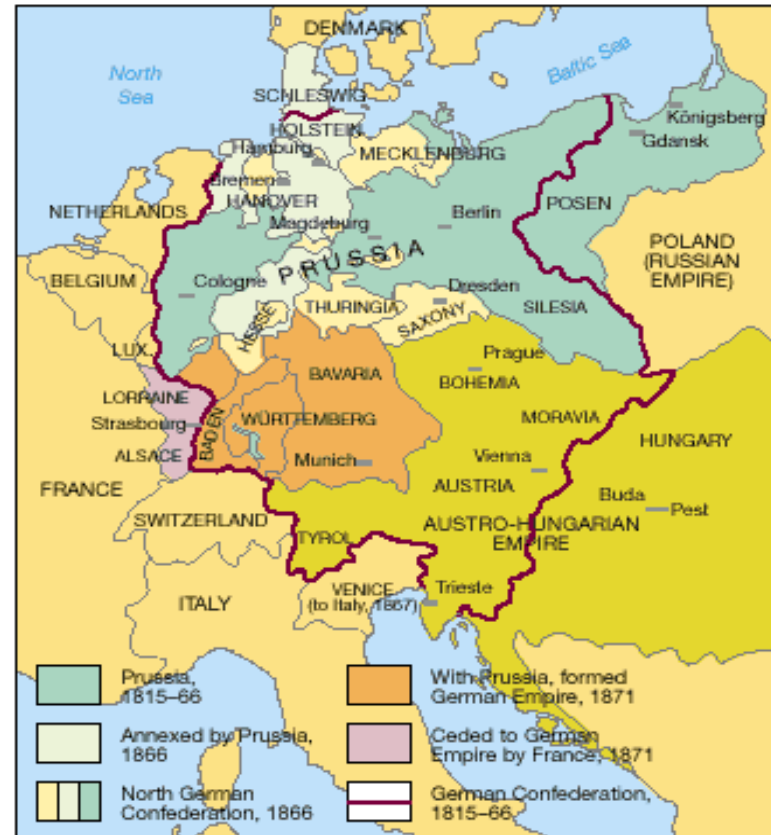 DENMARK
North
Sea
Baltic Sea
SCHLESWIG
HOLSTEIN
Königsberg
Gdansk
Hamburg
MECKLENBURG
Bremen
HANOVER
NETHERLANDS
Magdeburg
Berlin
POSEN
POLAND
(RUSSIAN
EMPIRE)
BELGIUM
Cologne
PRUSSIA
Dresden
THURINGIA
SAXONY
SILESIA
HESSE
LUX.
Prague
BAVARIA
BOHEMIA
LORRAINE
Strasbourg
BADEN
WÜRTTEMBERG
MORAVIA
HUNGARY
ALSACE
Munich
Vienna
FRANCE
AUSTRIA
Buda
Pest
SWITZERLAND
AUSTRO-HUNGARIAN
EMPIRE
TYROL
ITALY
VENICE
(to Italy, 1867)
Trieste
Prussia,
1815–66
Annexed by Prussia,
1866
North German
Confederation, 1866
With Prussia, formed
German Empire, 1871
Ceded to German
Empire by France, 1871
German Confederation,
1815–66